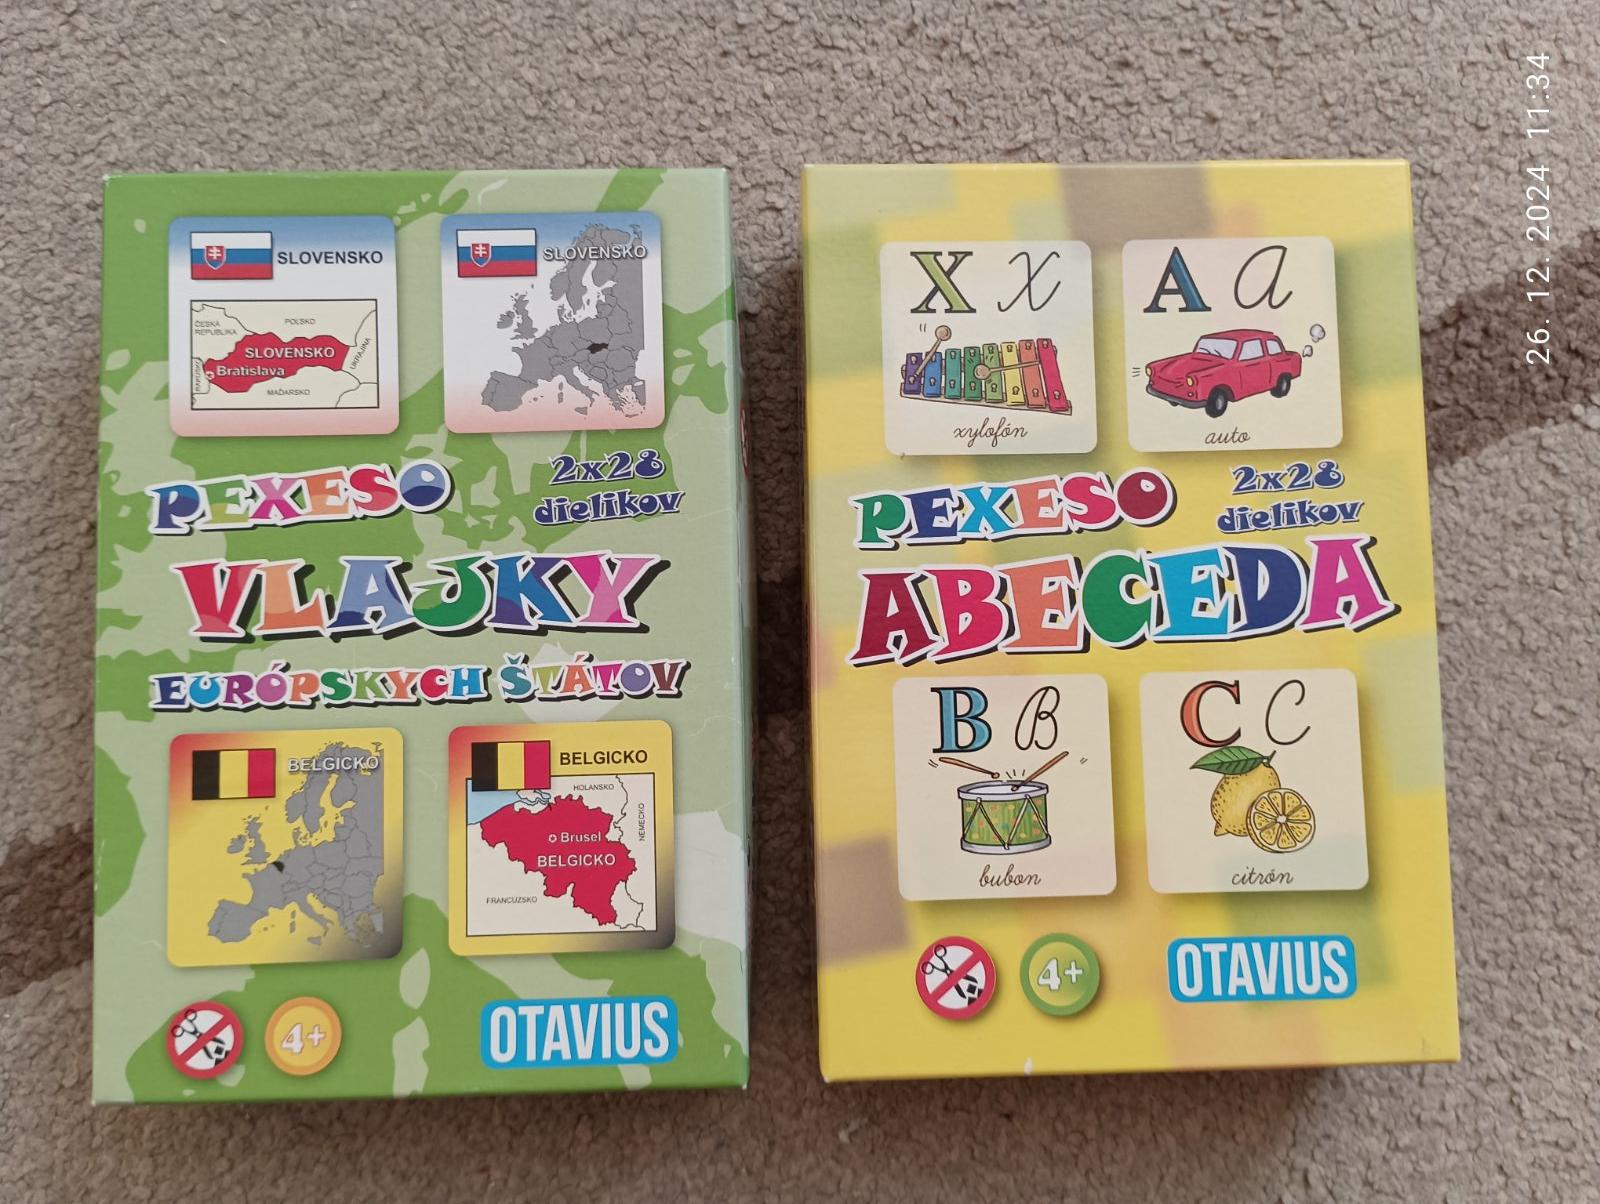 SLOVENSKO
ČESKÁ
REPUBLIKA
POĽSKO
UKRAJINA
SLOVENSKO
Bratislava
RAKÚSKO
MAĎARSKO
SLOVENSKO
PEXESO
2x28
dielikov
VLAJKY
EURÓPSKYCH ŠTÁTOV
BELGICKO
BELGICKO
HOLANSKO
NEMECKO
Brusel
BELGICKO
FRANCÚZSKO
4+
OTAVIUS
X X
xylofón
A A
auto
PEXESO
2x28
dielikov
ABECEDA
B B
bubon
C C
citrón
4+
OTAVIUS
26. 12. 2024 11:34